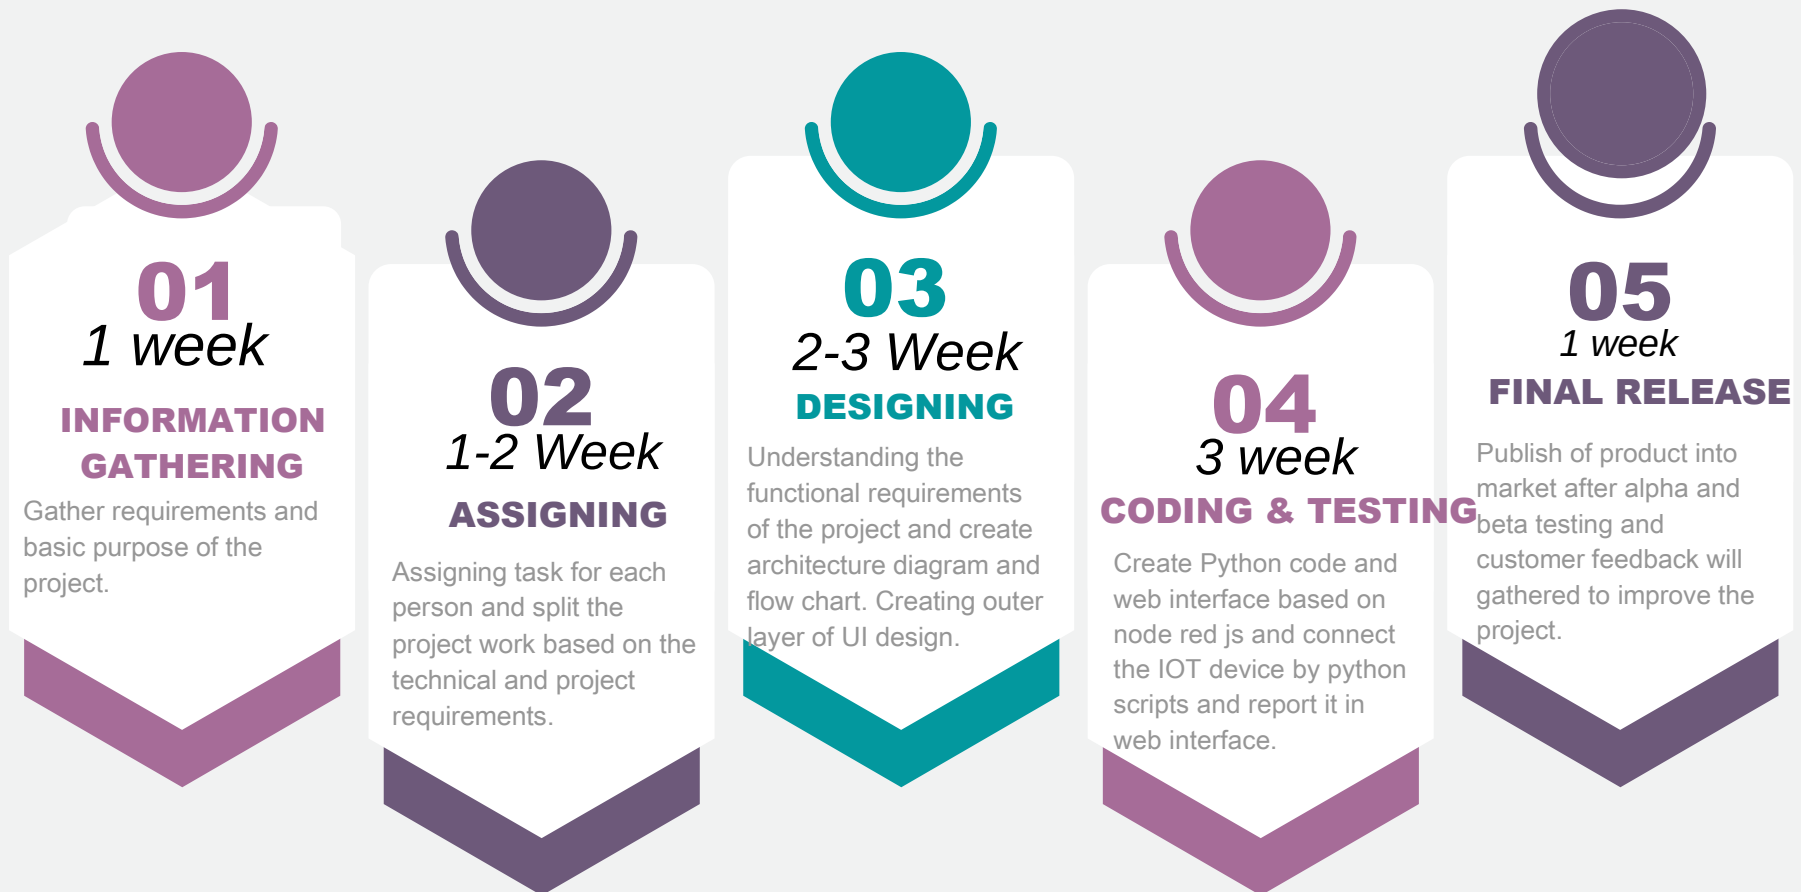 01
1 week
INFORMATION
GATHERING
Gather requirements and
basic purpose of the
project.
02
1-2 Week
ASSIGNING
Assigning task for each
person and split the
project work based on the
technical and project
requirements.
03
2-3 Week
DESIGNING
Understanding the
functional requirements
of the project and create
architecture diagram and
flow chart. Creating outer
layer of UI design.
04
3 week
CODING & TESTING
Create Python code and
web interface based on
node red js and connect
the IOT device by python
scripts and report it in
web interface.
05
1 week
FINAL RELEASE
Publish of product into
market after alpha and
beta testing and
customer feedback will
gathered to improve the
project.